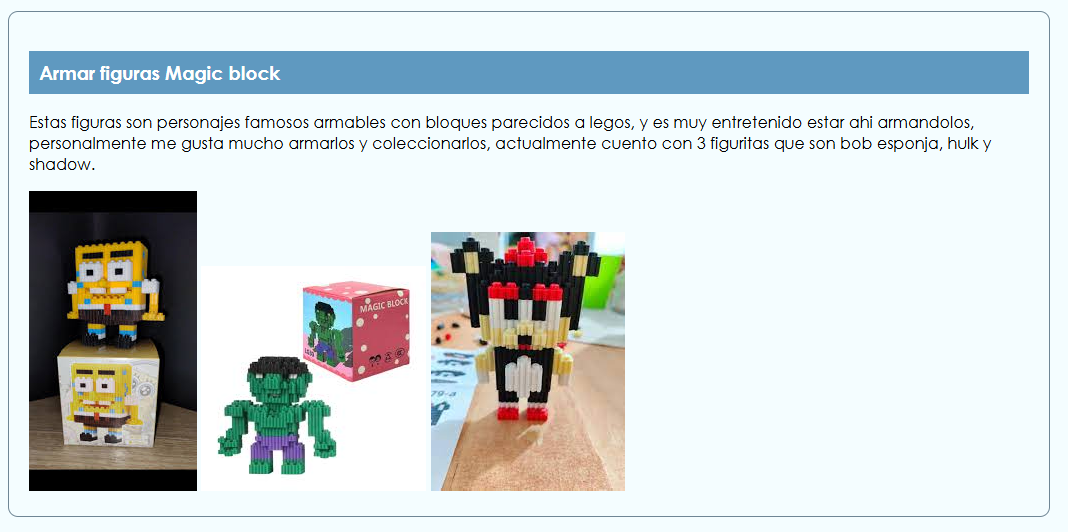 Armar figuras Magic block
Estas figuras son personajes famosos armables con bloques parecidos a legos, y es muy entretenido estar ahi armandolos,
personalmente me gusta mucho armarlos y coleccionarlos, actualmente cuento con 3 figuritas que son bob esponja, hulk y
shadow.
MAGIC BLOCK
79-a